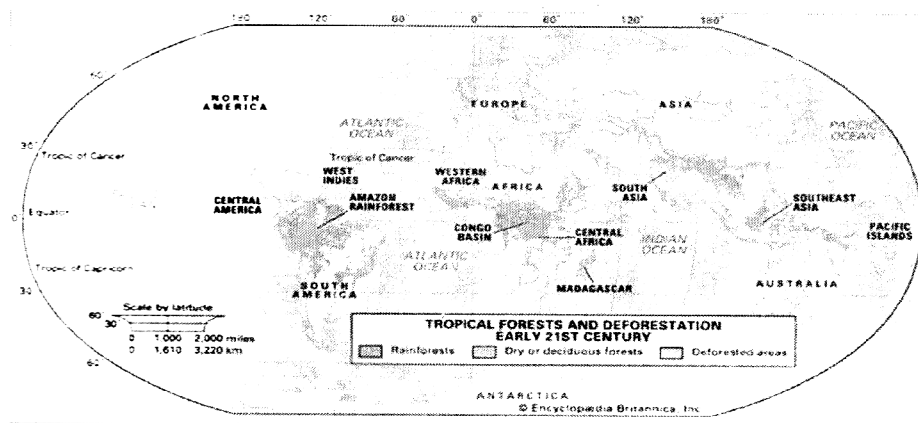 180° 120° 60° 0° 60° 120° 180°
60
NORTH AMERICA
EUROPE
ASIA
ATLANTIC OCEAN
PACIFIC OCEAN
30°
Tropic of Cancer
Tropic of Cancer
WEST INDIES
WESTERN AFRICA
AFRICA
SOUTH ASIA
CENTRAL AMERICA
AMAZON RAINFOREST
SOUTHEAST ASIA
0
Equator
CONGO BASIN
CENTRAL AFRICA
PACIFIC ISLANDS
INDIAN OCEAN
ATLANTIC OCEAN
Tropic of Capricorn
MADAGASCAR
AUSTRALIA
30
SOUTH AMERICA
Scale by latitude
60
30
0 1,000 2,000 miles
0 1,610 3,220 km
60
TROPICAL FORESTS AND DEFORESTATION
EARLY 21ST CENTURY
Rainforests Dry or deciduous forests Deforested areas
ANTARCTICA
© Encyclopædia Britannica, Inc.